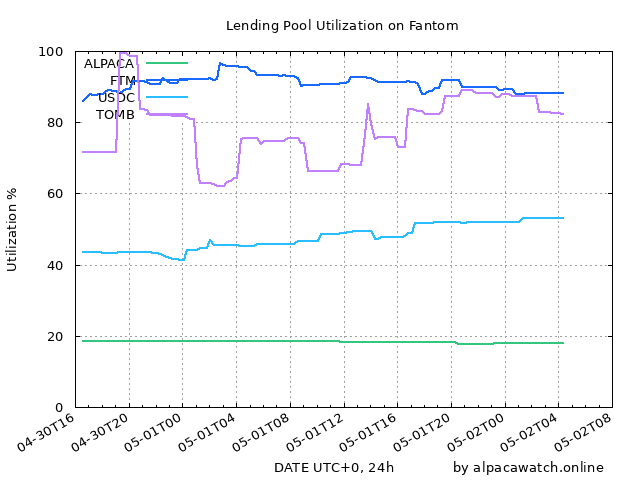 Lending Pool Utilization on Fantom
100
80
60
40
20
0
Utilization %
ALPACA
FTM
USDC
TOMB
04-30T16
04-30T20
05-01T00
05-01T04
05-01T08
05-01T12
05-01T16
05-01T20
05-02T00
05-02T04
05-02T08
DATE UTC+0, 24h
by alpacawatch.online